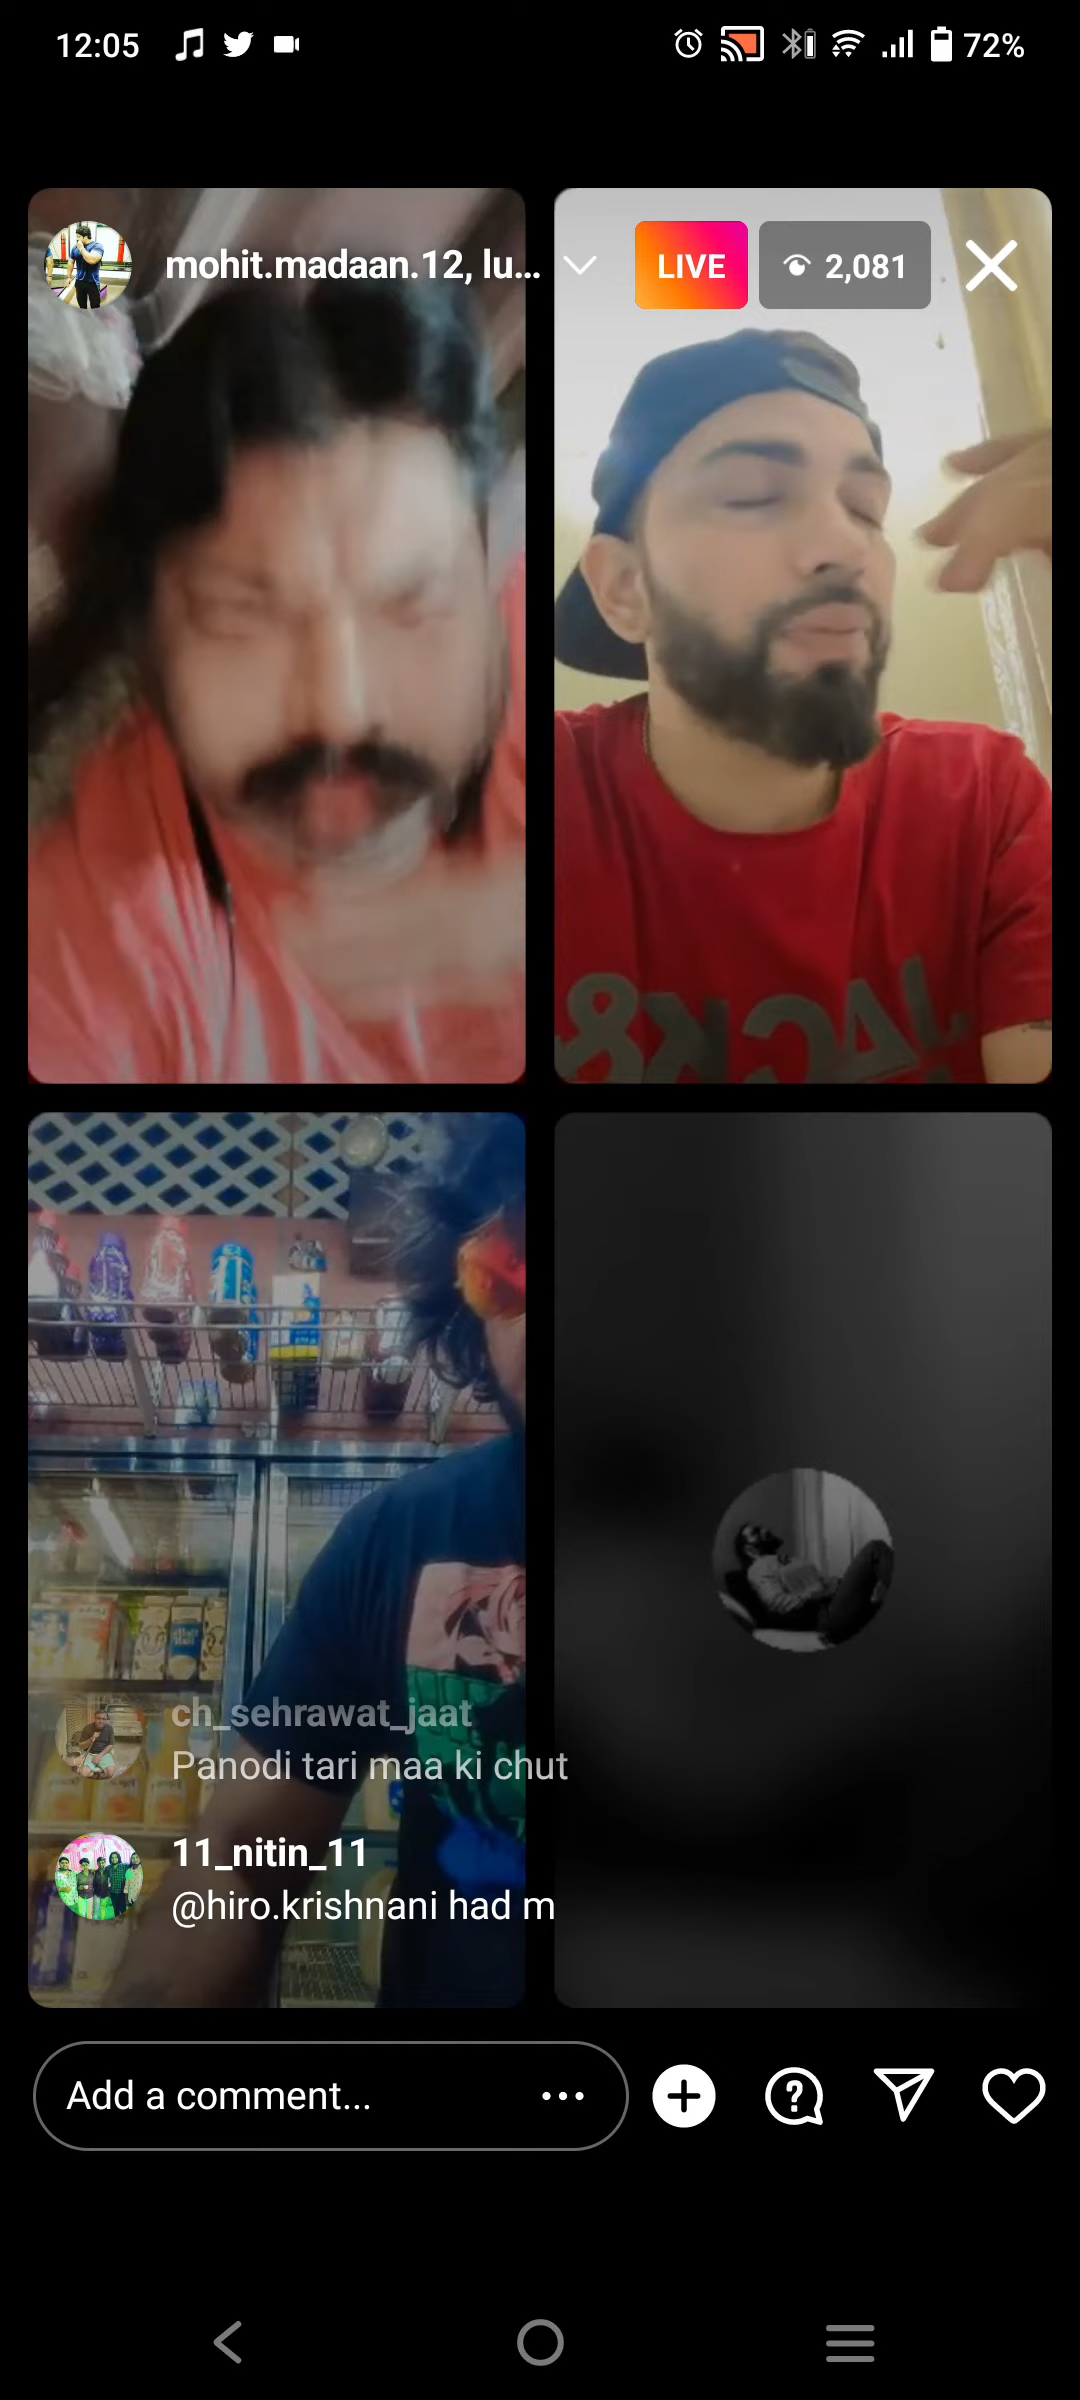 12:05
72%
mohit.madaan.12, lu...
LIVE
2,081
JACK&
ch_sehrawat_jaat
Panodi tari maa ki chut
11_nitin_11
@hiro.krishnani had m
Add a comment...